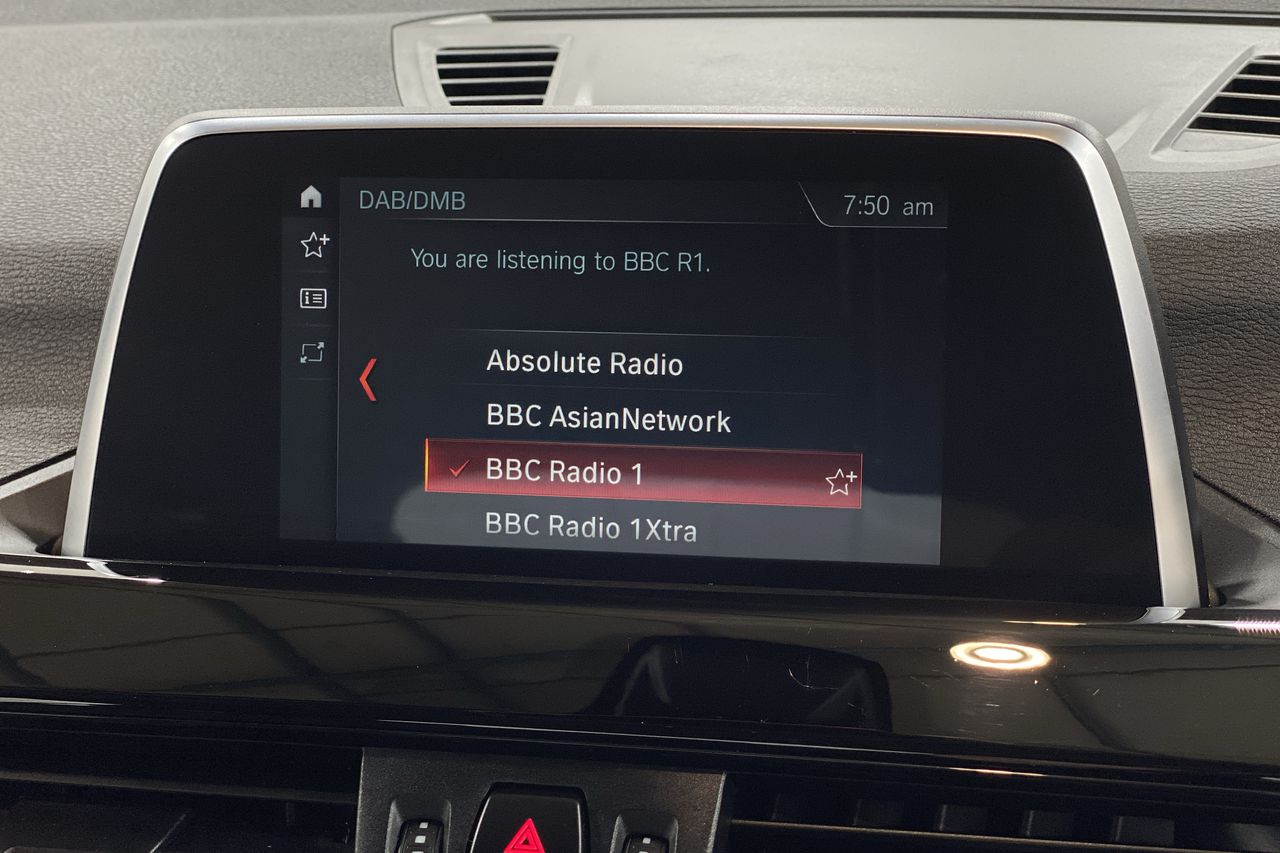 DAB/DMB
7:50 am
You are listening to BBC R1.
Absolute Radio
BBC AsianNetwork
BBC Radio 1
BBC Radio 1Xtra